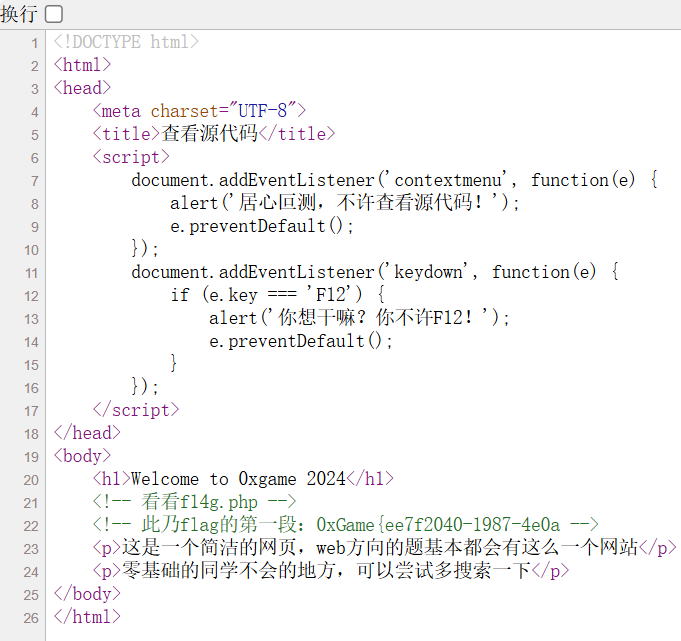 换行
1 <!DOCTYPE html>
2 <html>
3 <head>
4     <meta charset="UTF-8">
5     <title>查看源代码</title>
6     <script>
7         document.addEventListener('contextmenu', function(e) {
8             alert('居心叵测，不许查看源代码！');
9             e.preventDefault();
10         });
11         document.addEventListener('keydown', function(e) {
12             if (e.key === 'F12') {
13                 alert('你想干嘛？你不许F12！');
14                 e.preventDefault();
15             }
16         });
17     </script>
18 </head>
19 <body>
20     <h1>Welcome to 0xgame 2024</h1>
21     <!-- 看看f14g.php -->
22     <!-- 此乃flag的第一段：0xGame{ee7f2040-1987-4e0a -->
23     <p>这是一个简洁的网页，web方向的题基本都会有这么一个网站</p>
24     <p>零基础的同学不会的地方，可以尝试多搜索一下</p>
25 </body>
26 </html>